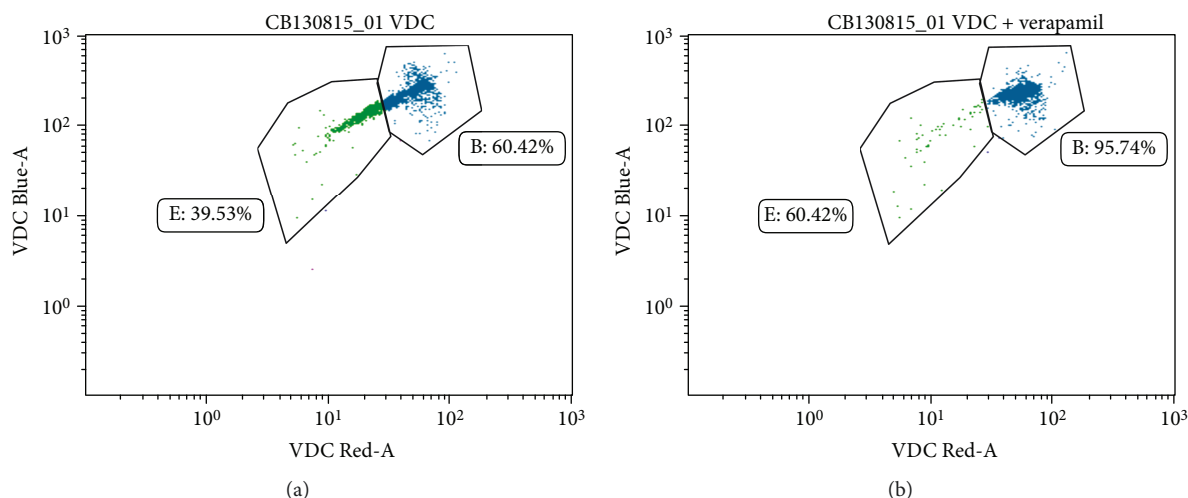 CB130815_01 VDC
10³
10²
10¹
10⁰
VDC Blue-A
B: 60.42%
E: 39.53%
10⁰
10¹
10²
10³
VDC Red-A
(a)
CB130815_01 VDC + verapamil
10³
10²
10¹
10⁰
VDC Blue-A
B: 95.74%
E: 60.42%
10⁰
10¹
10²
10³
VDC Red-A
(b)